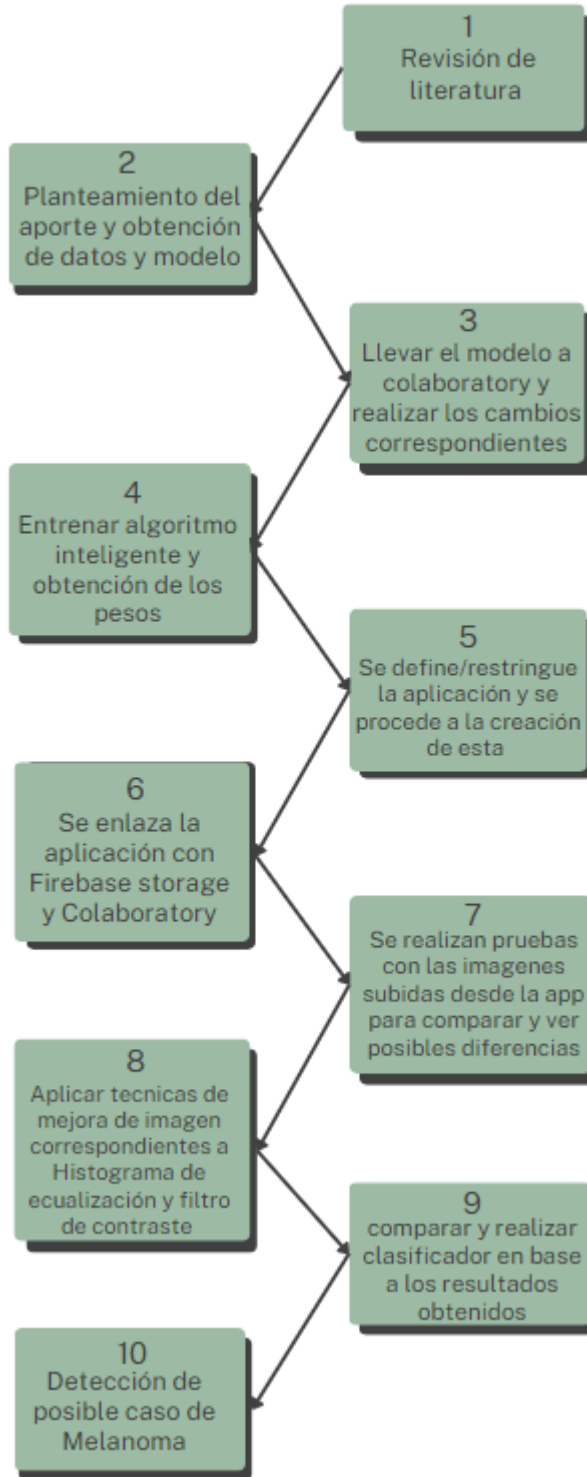 1
Revisión de
literatura
2
Planteamiento del
aporte y obtención
de datos y modelo
3
Llevar el modelo a
colaboratory y
realizar los cambios
correspondientes
4
Entrenar algoritmo
inteligente y
obtención de los
pesos
5
Se define/restringue
la aplicación y se
procede a la creación
de esta
6
Se enlaza la
aplicación con
Firebase storage
y Colaboratory
7
Se realizan pruebas
con las imagenes
subidas desde la app
para comparar y ver
posibles diferencias
8
Aplicar tecnicas de
mejora de imagen
correspondientes a
Histograma de
ecualización y filtro
de contraste
9
comparar y realizar
clasificador en base
a los resultados
obtenidos
10
Detección de
posible caso de
Melanoma